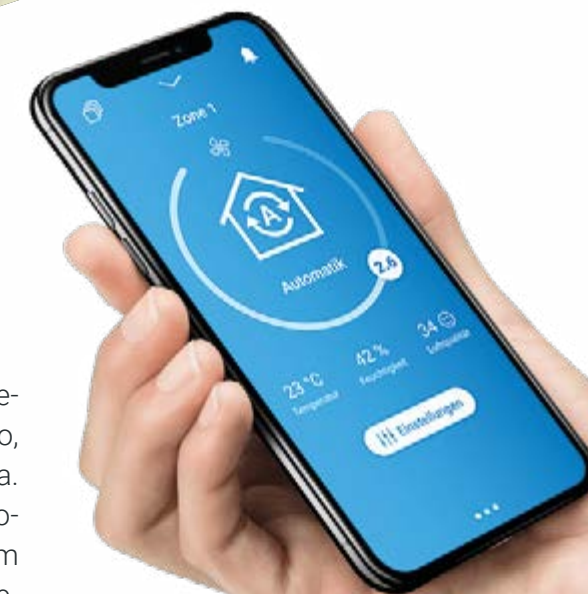 Zone 1
A
Automatik
2.6
23 °C 42 % 34
Temperatur Feuchtigkeit Luftqualität
Einstellungen
e-
o,
a.
o-
m